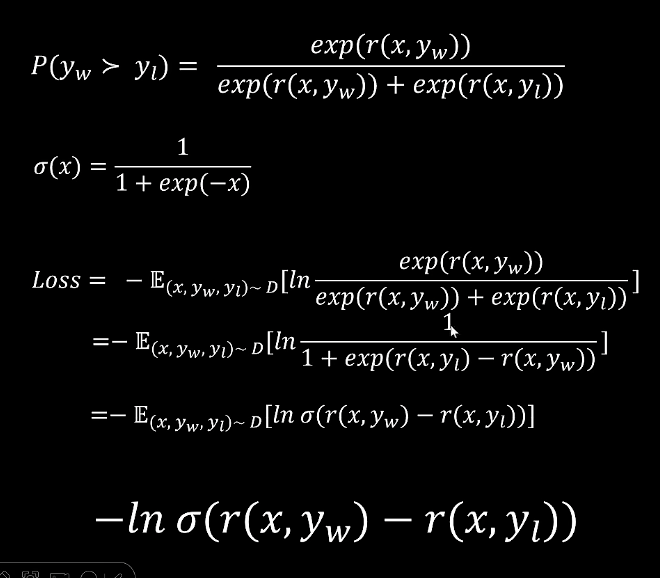 P(y_w ≻ y_l) = exp(r(x, y_w)) / (exp(r(x, y_w)) + exp(r(x, y_l)))
σ(x) = 1 / (1 + exp(−x))
Loss = − 𝔼_(x, y_w, y_l)~ D [ln exp(r(x, y_w)) / (exp(r(x, y_w)) + exp(r(x, y_l)))]
=− 𝔼_(x, y_w, y_l)~ D [ln 1 / (1 + exp(r(x, y_l) − r(x, y_w)))]
=− 𝔼_(x, y_w, y_l)~ D [ln σ(r(x, y_w) − r(x, y_l))]
−ln σ(r(x, y_w) − r(x, y_l))